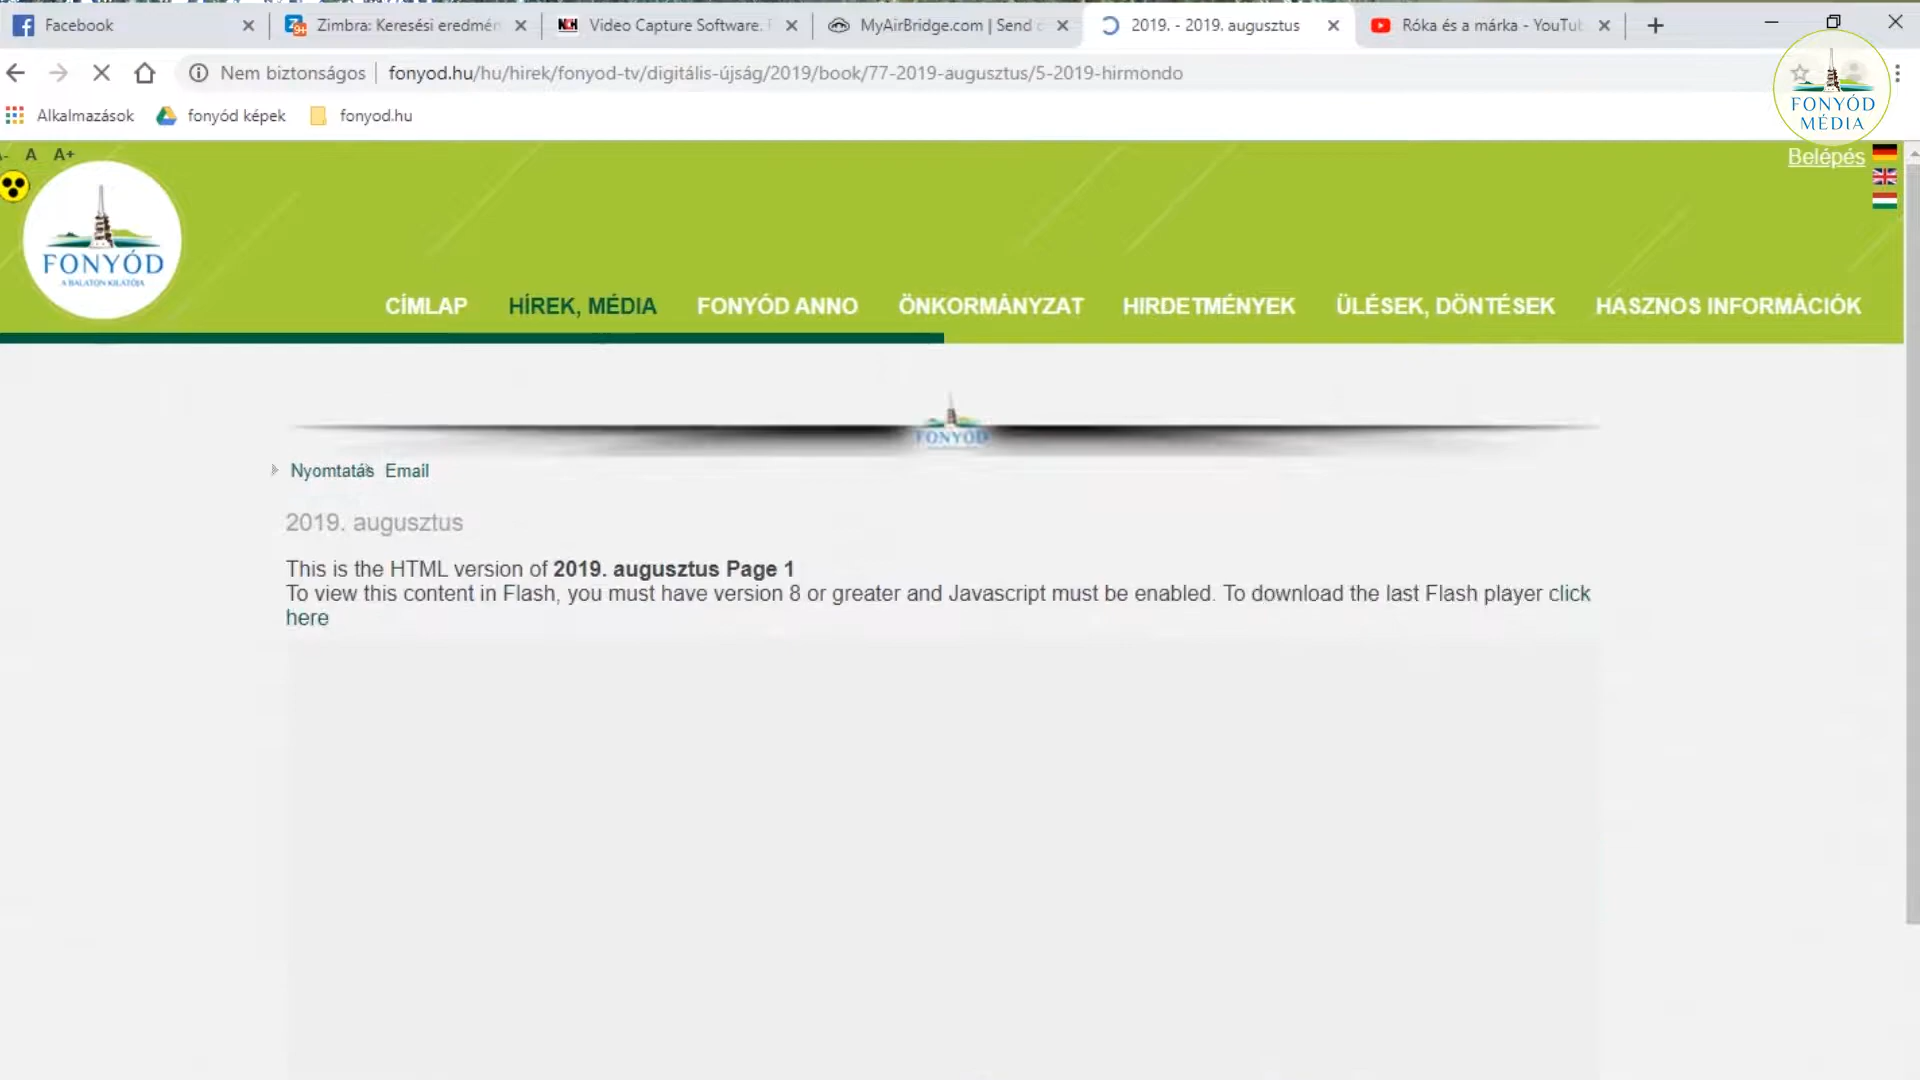 Facebook
Zimbra: Keresési eredmén
NCH Video Capture Software.
MyAirBridge.com | Send
2019. - 2019. augusztus
Róka és a márka - YouTu
Nem biztonságos
fonyod.hu/hu/hirek/fonyod-tv/digitális-újság/2019/book/77-2019-augusztus/5-2019-hirmondo
Alkalmazások
fonyód képek
fonyod.hu
FONYÓD
MÉDIA
A A+
Belépés
FONYÓD
A BALATON KILÁTÓJA
CÍMLAP
HÍREK, MÉDIA
FONYÓD ANNO
ÖNKORMÁNYZAT
HIRDETMÉNYEK
ÜLÉSEK, DÖNTÉSEK
HASZNOS INFORMÁCIÓK
FONYÓD
Nyomtatás Email
2019. augusztus
This is the HTML version of 2019. augusztus Page 1
To view this content in Flash, you must have version 8 or greater and Javascript must be enabled. To download the last Flash player click
here